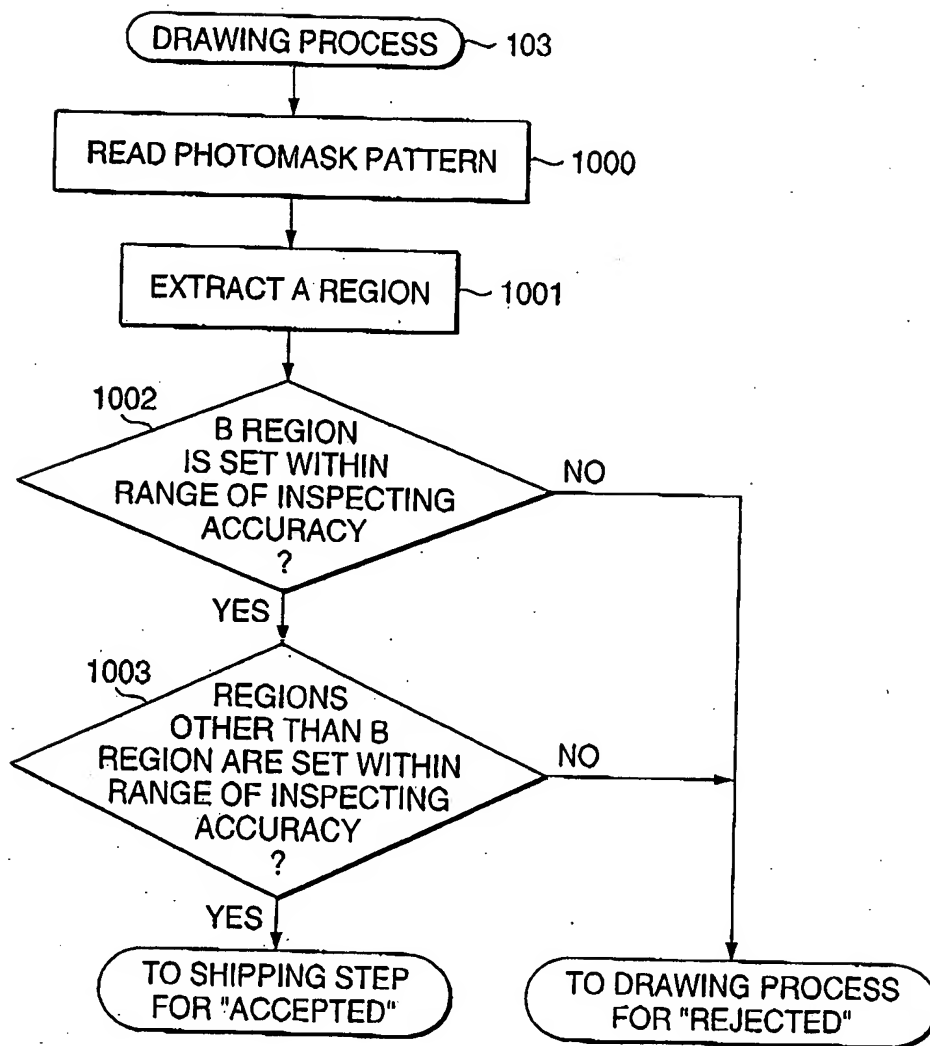 DRAWING PROCESS
103
READ PHOTOMASK PATTERN
1000
EXTRACT A REGION
1001
1002
B REGION
IS SET WITHIN
RANGE OF INSPECTING
ACCURACY
?
NO
YES
1003
REGIONS
OTHER THAN B
REGION ARE SET WITHIN
RANGE OF INSPECTING
ACCURACY
?
NO
YES
TO SHIPPING STEP
FOR "ACCEPTED"
TO DRAWING PROCESS
FOR "REJECTED"